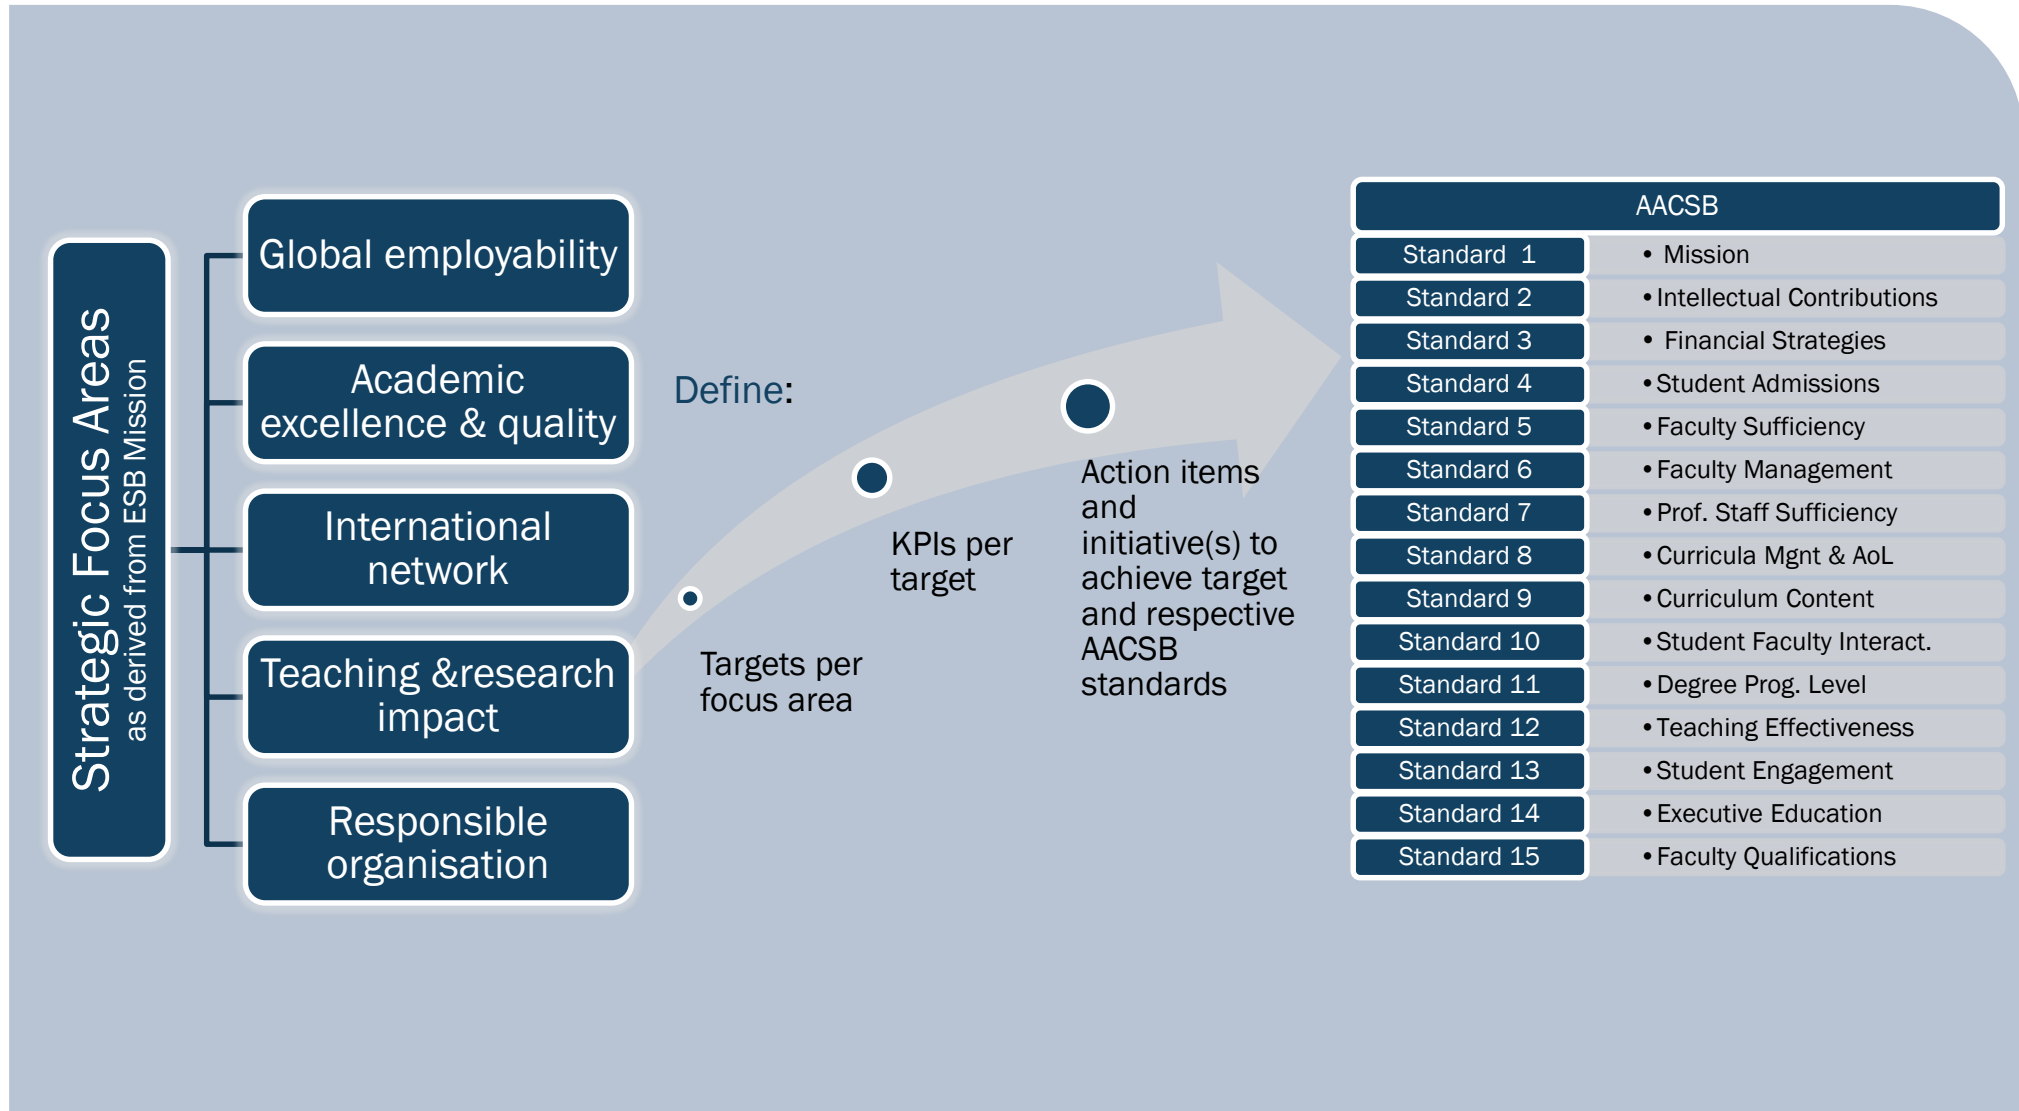 Strategic Focus Areas
as derived from ESB Mission
Global employability
Academic
excellence & quality
International
network
Teaching &research
impact
Responsible
organisation
Define:
Targets per
focus area
KPIs per
target
Action items
and
initiative(s) to
achieve target
and respective
AACSB
standards
AACSB
Standard 1 • Mission
Standard 2 •Intellectual Contributions
Standard 3 • Financial Strategies
Standard 4 •Student Admissions
Standard 5 •Faculty Sufficiency
Standard 6 •Faculty Management
Standard 7 •Prof. Staff Sufficiency
Standard 8 •Curricula Mgnt & AoL
Standard 9 •Curriculum Content
Standard 10 •Student Faculty Interact.
Standard 11 •Degree Prog. Level
Standard 12 •Teaching Effectiveness
Standard 13 •Student Engagement
Standard 14 •Executive Education
Standard 15 •Faculty Qualifications